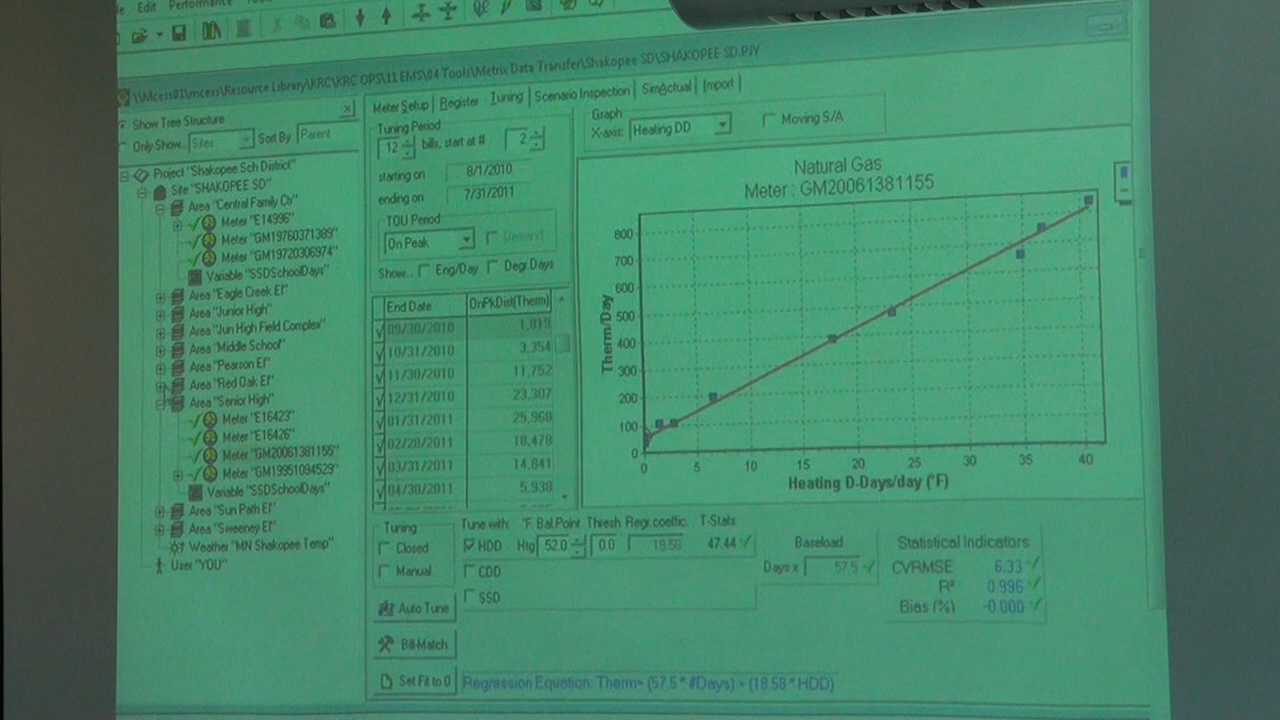 Edit Performance
\\Mcess01\mcess\Resource Library\KRC\KRC OPS\11 EMS\04 Tools\Metrix Data Transfer\Shakopee SD\SHAKOPEE SD.PJY
Show Tree Structure
Only Show... Sites Sort By Parent
Project "Shakopee Sch District"
Site "SHAKOPEE SD"
Area "Central Family Ctr"
Meter "E14996"
Meter "GM19760371389"
Meter "GM19720306974"
Variable "SSDSchoolDays"
Area "Eagle Creek El"
Area "Junior High"
Area "Jun High Field Complex"
Area "Middle School"
Area "Pearson El"
Area "Red Oak El"
Area "Senior High"
Meter "E16423"
Meter "E16426"
Meter "GM20061381155"
Meter "GM19951094529"
Variable "SSDSchoolDays"
Area "Sun Path El"
Area "Sweeney El"
Weather "MN Shakopee Temp"
User "YOU"
Meter Setup Register Tuning Scenario Inspection SimActual Import
Tuning Period
12 bills, start at # 2
starting on 8/1/2010
ending on 7/31/2011
TOU Period
On Peak Demand
Show... Eng/Day Degr.Days
End Date OnPkDist(Therm)
09/30/2010 1,819
10/31/2010 3,354
11/30/2010 11,752
12/31/2010 23,307
01/31/2011 25,968
02/28/2011 18,478
03/31/2011 14,841
04/30/2011 5,938
Graph
X-axis: Heating DD Moving S/A
Natural Gas
Meter : GM20061381155
Therm/Day
800
700
600
500
400
300
200
100
0
0 5 10 15 20 25 30 35 40
Heating D-Days/day (°F)
Tuning
Closed
Manual
Auto Tune
Bill-Match
Set Fit to 0
Tune with: °F Bal.Point Thresh Regr.coeffic. T-Stats
HDD Htg 52.0 0.0 18.58 47.44
CDD
SSD
Baseload
Days x 57.5
Statistical Indicators
CVRMSE 6.33
R² 0.996
Bias (%) -0.000
Regression Equation: Therm= (57.5 * #Days) + (18.58 * HDD)